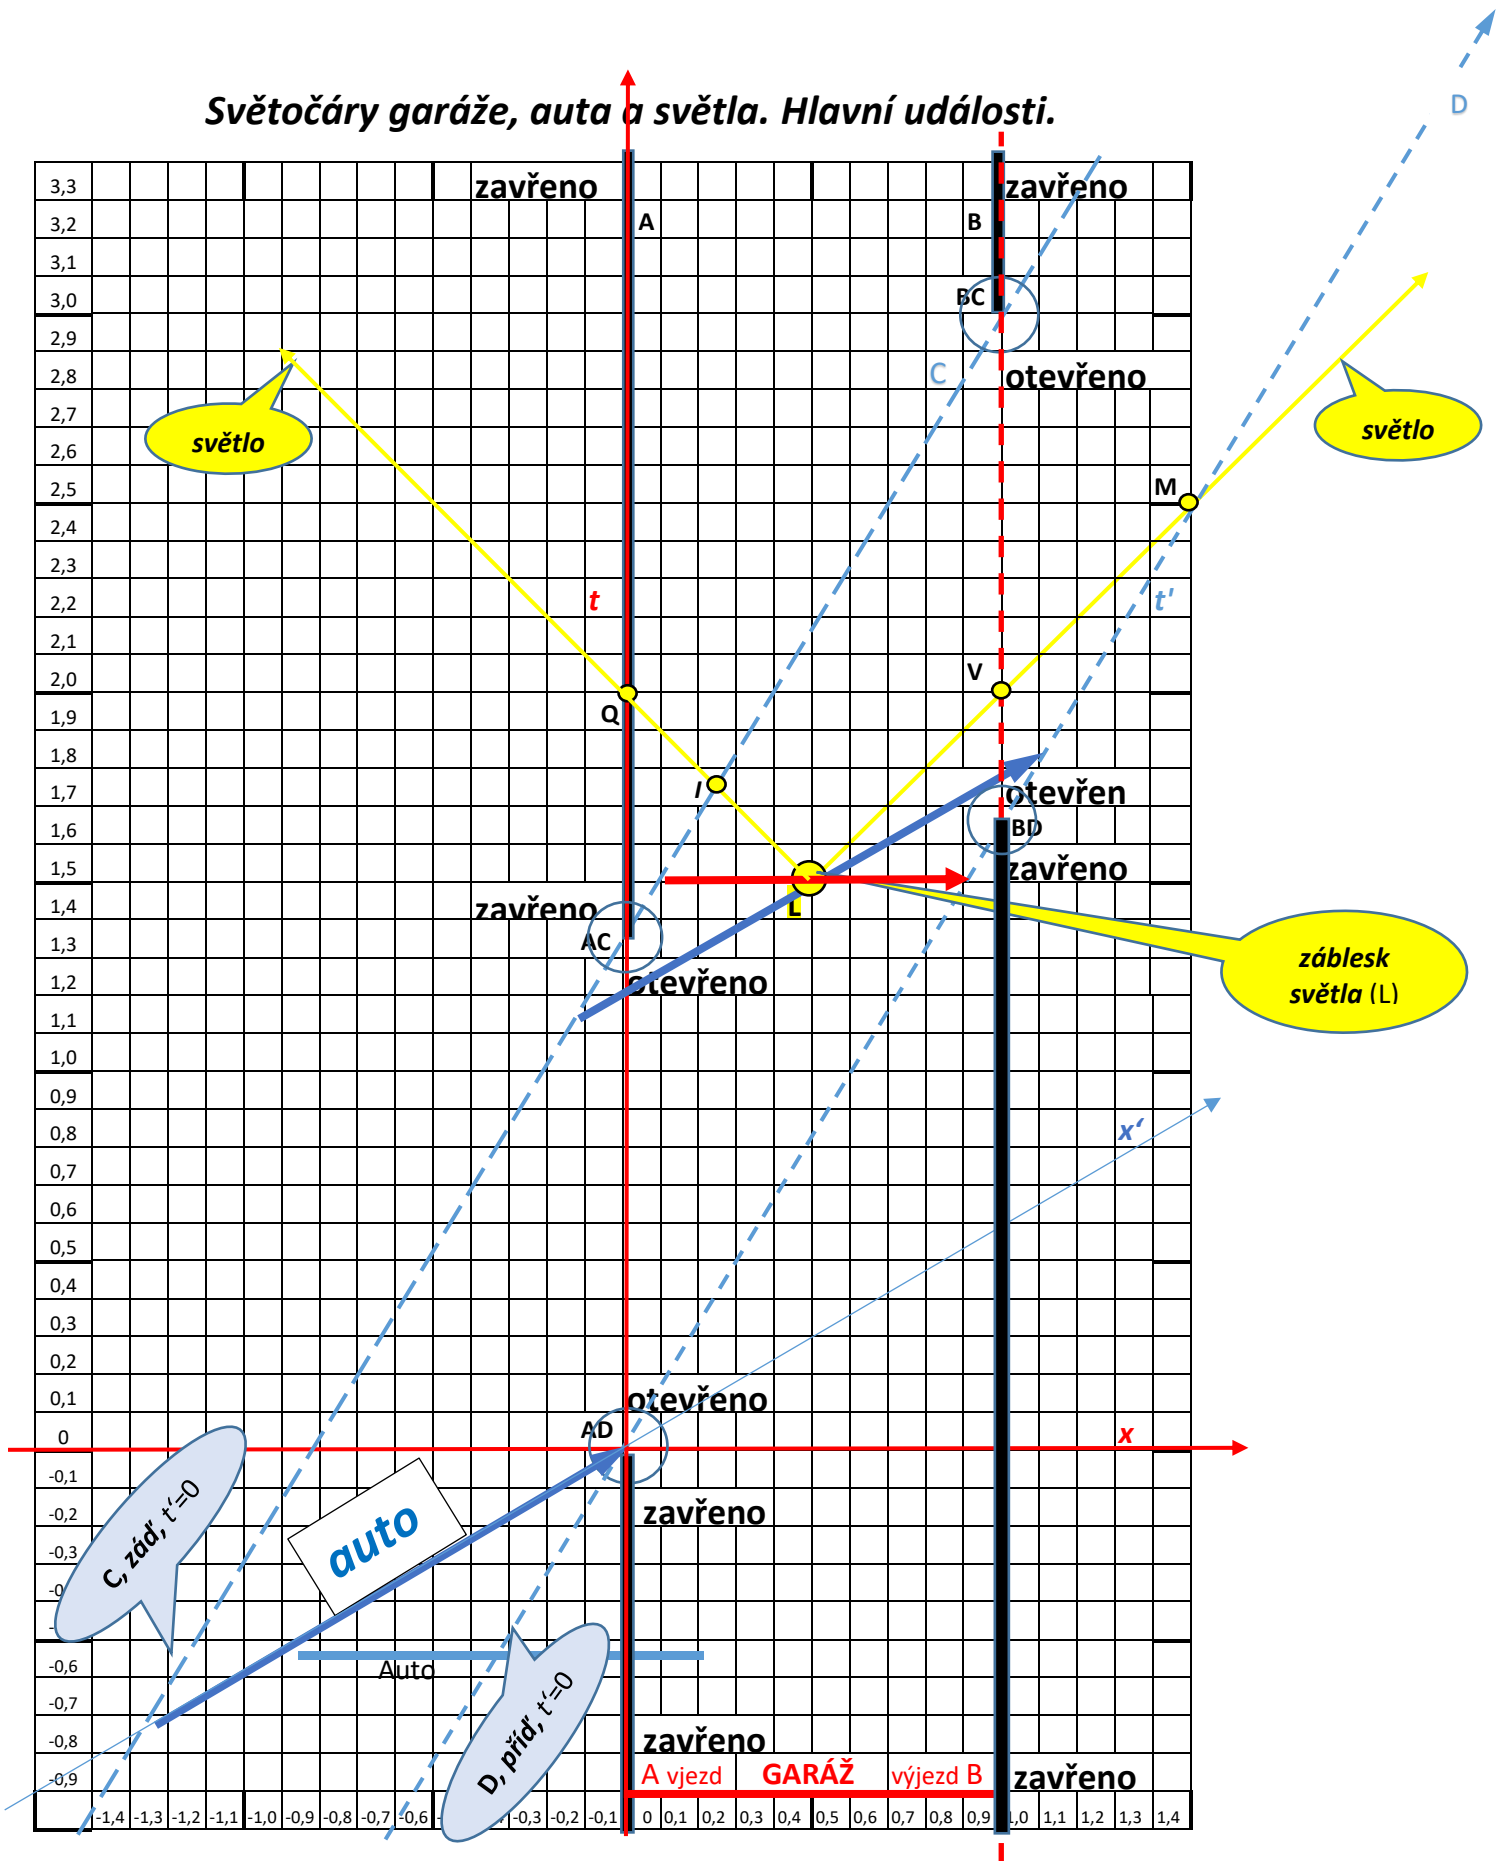 Světočáry garáže, auta a světla. Hlavní události.
D
3,3
zavřeno
zavřeno
3,2
A
B
3,1
3,0
BC
2,9
2,8
C
otevřeno
2,7
světlo
světlo
2,6
2,5
M
2,4
2,3
2,2
t
t'
2,1
2,0
V
1,9
Q
1,8
1,7
I
otevřen
1,6
BD
1,5
zavřeno
1,4
zavřeno
L
1,3
AC
záblesk
světla (L)
1,2
otevřeno
1,1
1,0
0,9
0,8
x‘
0,7
0,6
0,5
0,4
0,3
0,2
0,1
otevřeno
0
AD
x
-0,1
-0,2
zavřeno
C, záď, t‘=0
auto
-0,3
-0,6
Auto
-0,7
D, příď, t‘=0
-0,8
zavřeno
-0,9
A vjezd GARÁŽ výjezd B
zavřeno
-1,4 -1,3 -1,2 -1,1 -1,0 -0,9 -0,8 -0,7 -0,6 -0,3 -0,2 -0,1 0 0,1 0,2 0,3 0,4 0,5 0,6 0,7 0,8 0,9 1,0 1,1 1,2 1,3 1,4